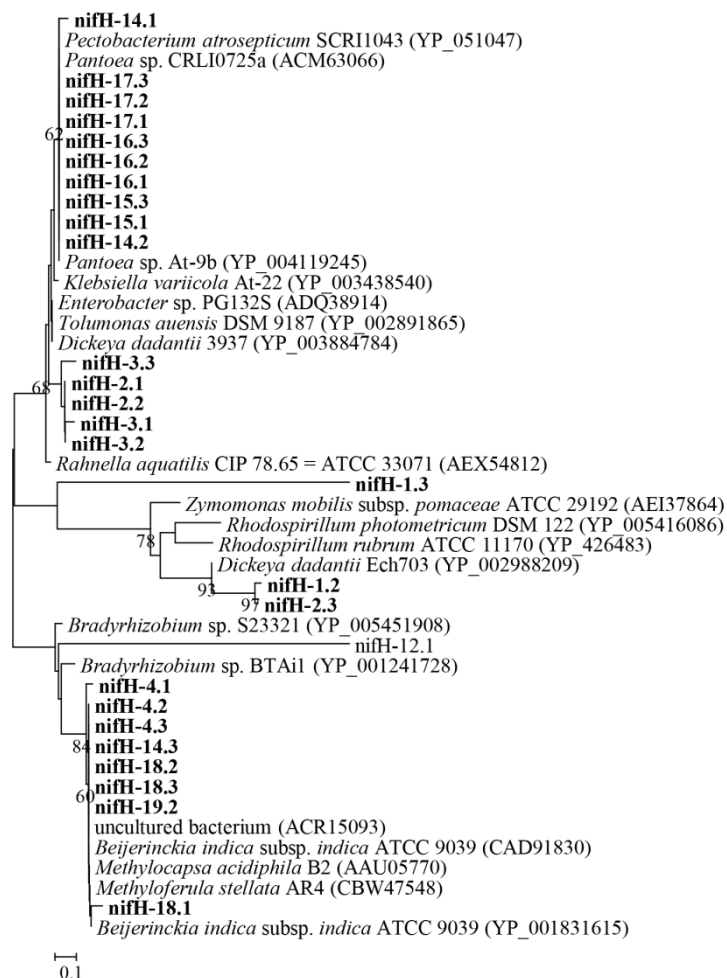 nifH-14.1
Pectobacterium atrosepticum SCRI1043 (YP_051047)
Pantoea sp. CRLI0725a (ACM63066)
nifH-17.3
nifH-17.2
nifH-17.1
62
nifH-16.3
nifH-16.2
nifH-16.1
nifH-15.3
nifH-15.1
nifH-14.2
Pantoea sp. At-9b (YP_004119245)
Klebsiella variicola At-22 (YP_003438540)
Enterobacter sp. PG132S (ADQ38914)
Tolumonas auensis DSM 9187 (YP_002891865)
Dickeya dadantii 3937 (YP_003884784)
nifH-3.3
68
nifH-2.1
nifH-2.2
nifH-3.1
nifH-3.2
Rahnella aquatilis CIP 78.65 = ATCC 33071 (AEX54812)
nifH-1.3
Zymomonas mobilis subsp. pomaceae ATCC 29192 (AEI37864)
Rhodospirillum photometricum DSM 122 (YP_005416086)
78
Rhodospirillum rubrum ATCC 11170 (YP_426483)
Dickeya dadantii Ech703 (YP_002988209)
93
nifH-1.2
97
nifH-2.3
Bradyrhizobium sp. S23321 (YP_005451908)
nifH-12.1
Bradyrhizobium sp. BTAi1 (YP_001241728)
nifH-4.1
nifH-4.2
nifH-4.3
84
nifH-14.3
nifH-18.2
nifH-18.3
60
nifH-19.2
uncultured bacterium (ACR15093)
Beijerinckia indica subsp. indica ATCC 9039 (CAD91830)
Methylocapsa acidiphila B2 (AAU05770)
Methyloferula stellata AR4 (CBW47548)
nifH-18.1
Beijerinckia indica subsp. indica ATCC 9039 (YP_001831615)
0.1